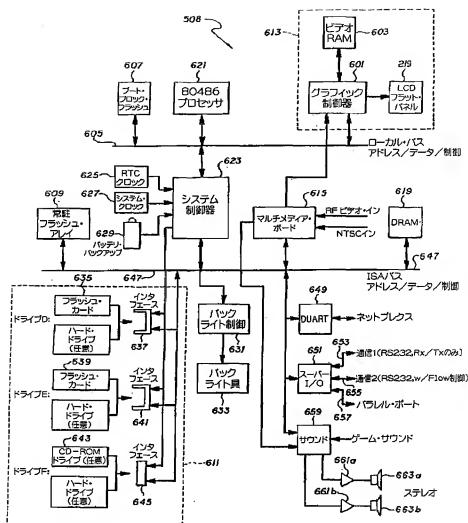 508
613
ビデオ
RAM
603
607
621
ブート・
ブロック・
フラッシュ
80486
プロセッサ
601
219
グラフィック
制御器
LCD
フラット・
パネル
605
ローカル・バス
アドレス/データ/制御
623
625
RTC
クロック
627
システム・クロック
システム
制御器
609
常駐
フラッシュ・
アレイ
629
バッテリ・
バックアップ
615
マルチメディア・
ボード
RF ビデオ・イン
NTSCイン
619
DRAM
647
647
ISAバス
アドレス/データ/制御
635
フラッシュ・
カード
インタ
フェース
ドライブD:
ハード・
ドライブ(任意)
637
639
フラッシュ・
カード
インタ
フェース
ドライブE:
ハード・
ドライブ(任意)
641
643
CD-ROM
ドライブ(任意)
インタ
フェース
ドライブF:
ハード・
ドライブ(任意)
645
611
バック
ライト制御
631
バック
ライト具
633
649
DUART
ネットプレクス
651
653
スーパー
I/O
通信1(RS232,Rx/Txのみ)
通信2(RS232,w/Flow制御)
655
657
パラレル・ポート
659
サウンド
ゲーム・サウンド
661a
663a
ステレオ
661b
663b